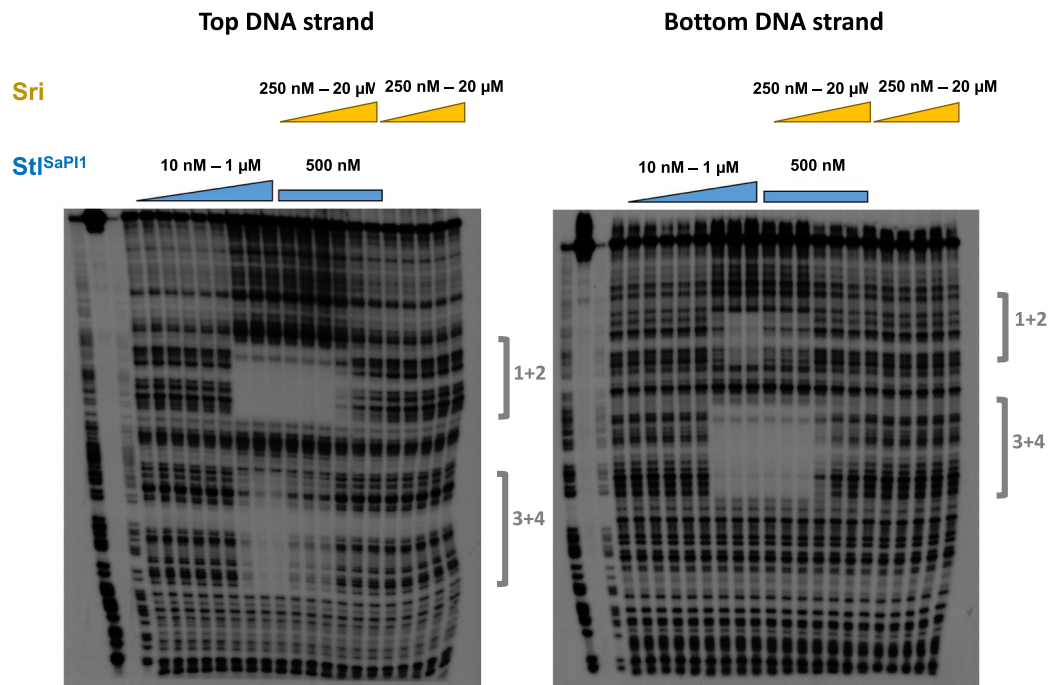 Top DNA strand
Bottom DNA strand
Sri
250 nM – 20 µM
250 nM – 20 µM
250 nM – 20 µM
250 nM – 20 µM
StlSaPI1
10 nM – 1 µM
500 nM
10 nM – 1 µM
500 nM
1+2
3+4
1+2
3+4